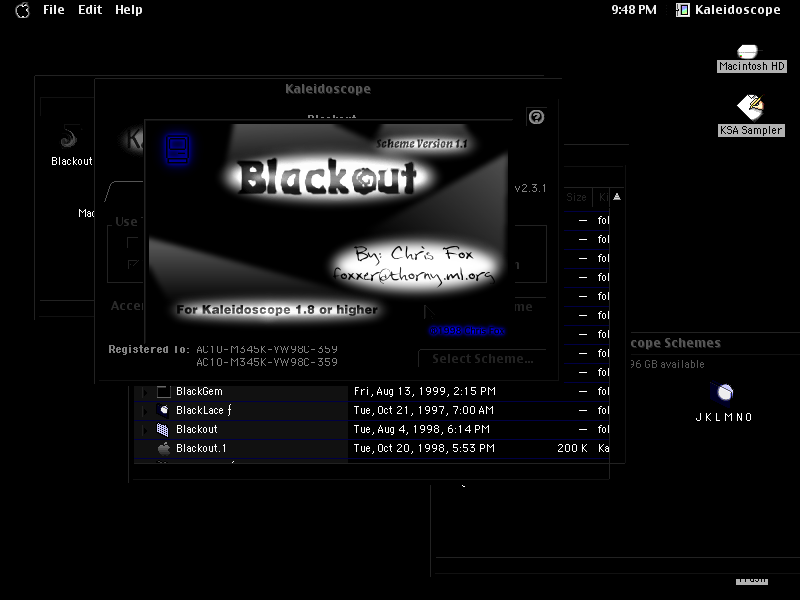 File Edit Help
9:48 PM Kaleidoscope
Macintosh HD
KSA Sampler
Kaleidoscope
Blackout
Blackout
Scheme Version 1.1
Blackout
v2.3.1
By: Chris Fox
foxxer@thorny.ml.org
For Kaleidoscope 1.8 or higher
Registered To: AC10-M345K-YW98C-359
AC10-M345K-YW98C-359
Select Scheme...
Size
— fol
— fol
— fol
— fol
— fol
— fol
— fol
— fol
— fol
BlackGem Fri, Aug 13, 1999, 2:15 PM — fol
BlackLace ƒ Tue, Oct 21, 1997, 7:00 AM — fol
Blackout Tue, Aug 4, 1998, 6:14 PM — fol
Blackout.1 Tue, Oct 20, 1998, 5:53 PM 200 K Ka
cope Schemes
96 GB available
J K L M N O